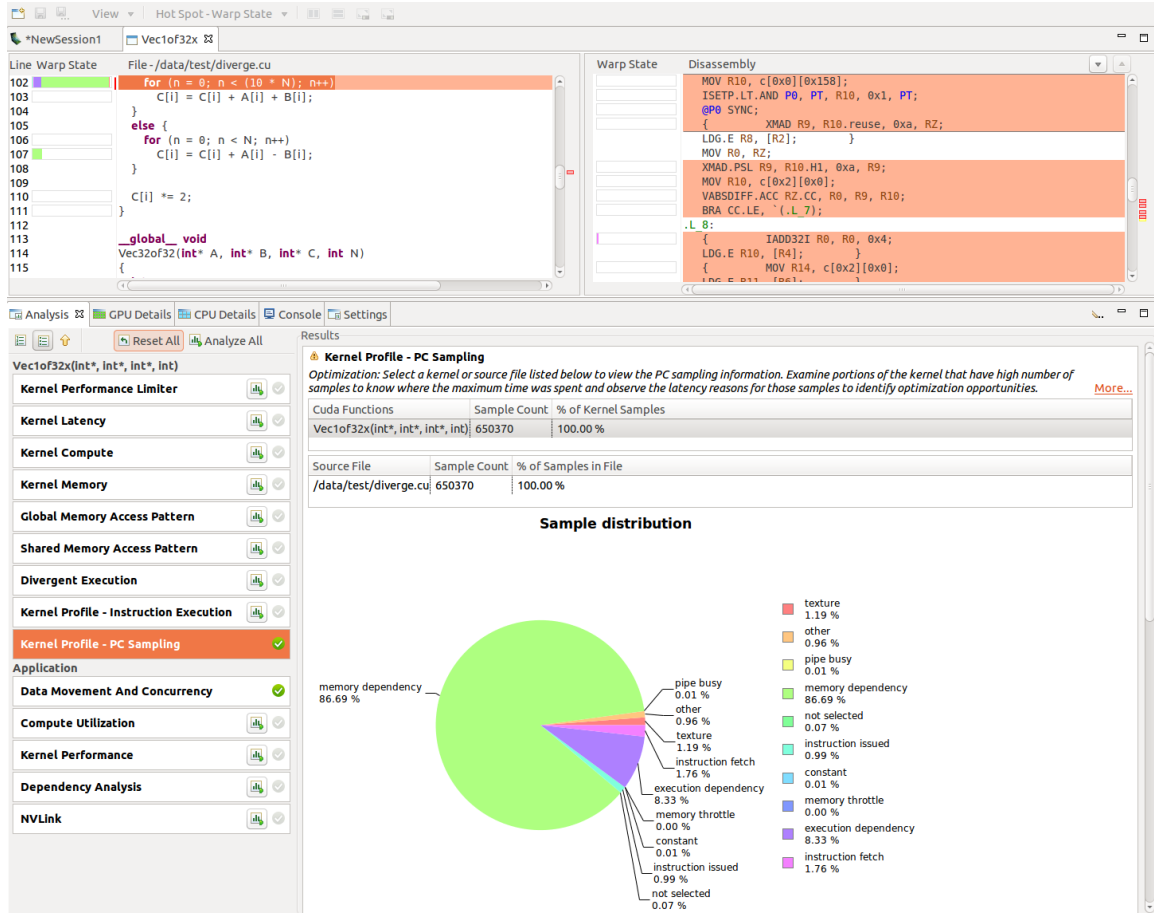 View Hot Spot - Warp State
*NewSession1 Vec1of32x
Line Warp State File - /data/test/diverge.cu
102 for (n = 0; n < (10 * N); n++)
103 C[i] = C[i] + A[i] + B[i];
104 }
105 else {
106 for (n = 0; n < N; n++)
107 C[i] = C[i] + A[i] - B[i];
108 }
109
110 C[i] *= 2;
111 }
112
113 __global__ void
114 Vec32of32(int* A, int* B, int* C, int N)
115 {
Warp State Disassembly
MOV R10, c[0x0][0x158];
ISETP.LT.AND P0, PT, R10, 0x1, PT;
@P0 SYNC;
{ XMAD R9, R10.reuse, 0xa, RZ;
LDG.E R8, [R2]; }
MOV R0, RZ;
XMAD.PSL R9, R10.H1, 0xa, R9;
MOV R10, c[0x2][0x0];
VABSDIFF.ACC RZ.CC, R0, R9, R10;
BRA CC.LE, `(.L_7);
.L_8:
{ IADD32I R0, R0, 0x4;
LDG.E R10, [R4]; }
{ MOV R14, c[0x2][0x0];
LDG.E R11, [R6]; }
Analysis GPU Details CPU Details Console Settings
Reset All Analyze All
Vec1of32x(int*, int*, int*, int)
Kernel Performance Limiter
Kernel Latency
Kernel Compute
Kernel Memory
Global Memory Access Pattern
Shared Memory Access Pattern
Divergent Execution
Kernel Profile - Instruction Execution
Kernel Profile - PC Sampling
Application
Data Movement And Concurrency
Compute Utilization
Kernel Performance
Dependency Analysis
NVLink
Results
Kernel Profile - PC Sampling
Optimization: Select a kernel or source file listed below to view the PC sampling information. Examine portions of the kernel that have high number of
samples to know where the maximum time was spent and observe the latency reasons for those samples to identify optimization opportunities. More...
Cuda Functions Sample Count % of Kernel Samples
Vec1of32x(int*, int*, int*, int) 650370 100.00 %
Source File Sample Count % of Samples in File
/data/test/diverge.cu 650370 100.00 %
Sample distribution
memory dependency
86.69 %
pipe busy
0.01 %
other
0.96 %
texture
1.19 %
instruction fetch
1.76 %
execution dependency
8.33 %
memory throttle
0.00 %
constant
0.01 %
instruction issued
0.99 %
not selected
0.07 %
texture
1.19 %
other
0.96 %
pipe busy
0.01 %
memory dependency
86.69 %
not selected
0.07 %
instruction issued
0.99 %
constant
0.01 %
memory throttle
0.00 %
execution dependency
8.33 %
instruction fetch
1.76 %